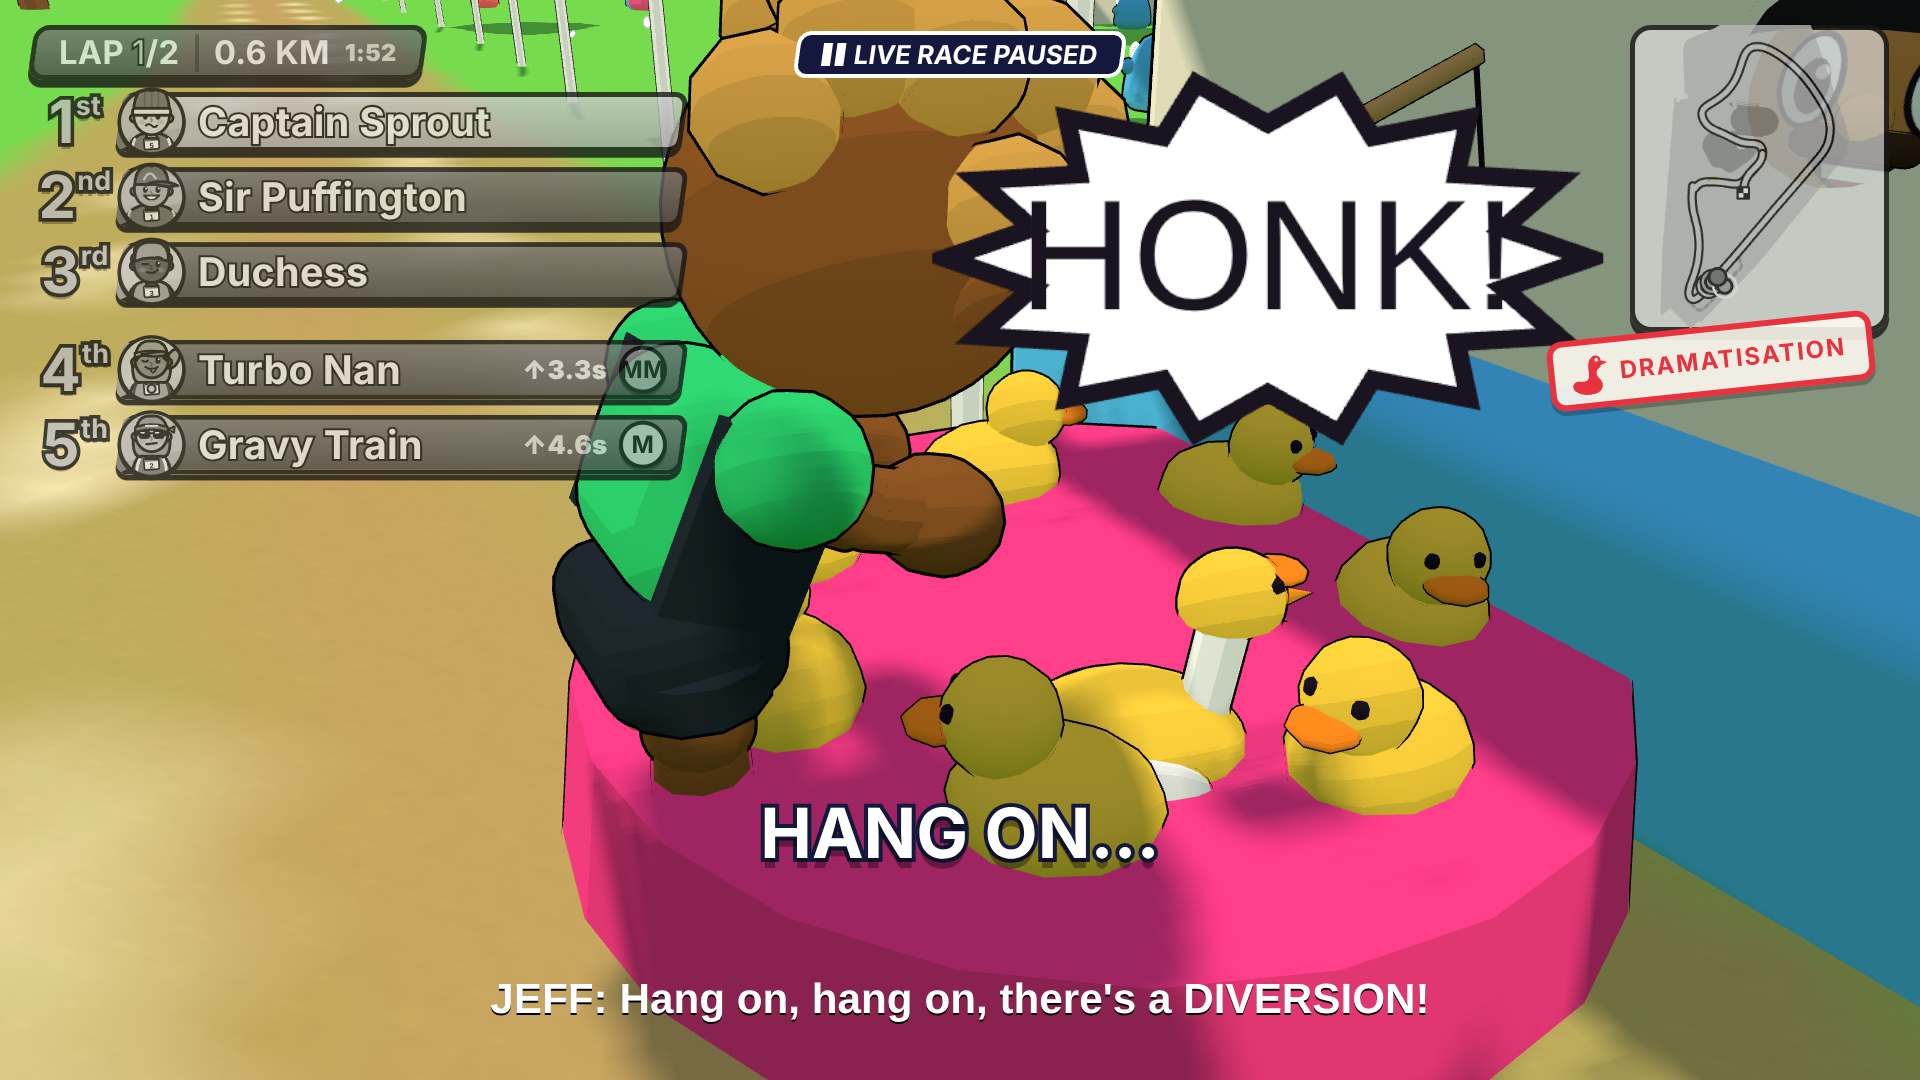 LAP 1/2 0.6 KM 1:52
LIVE RACE PAUSED
1st Captain Sprout
2nd Sir Puffington
3rd Duchess
4th Turbo Nan ↑3.3s MM
5th Gravy Train ↑4.6s M
HONK!
DRAMATISATION
HANG ON...
JEFF: Hang on, hang on, there's a DIVERSION!